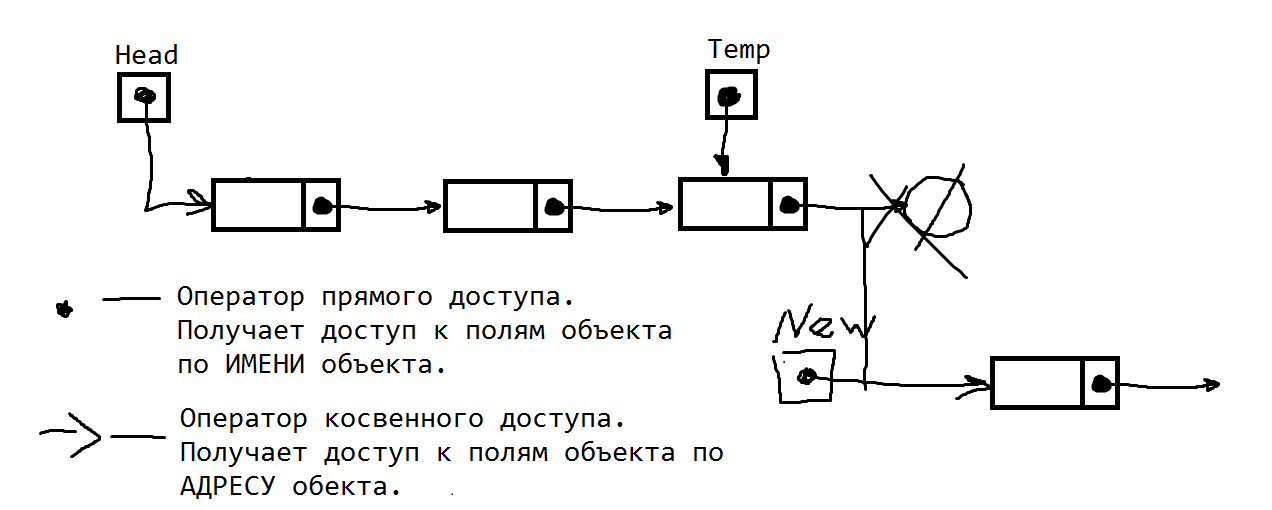 Head
Temp
Оператор прямого доступа.
Получает доступ к полям объекта
по ИМЕНИ объекта.
New
Оператор косвенного доступа.
Получает доступ к полям объекта по
АДРЕСУ обекта.